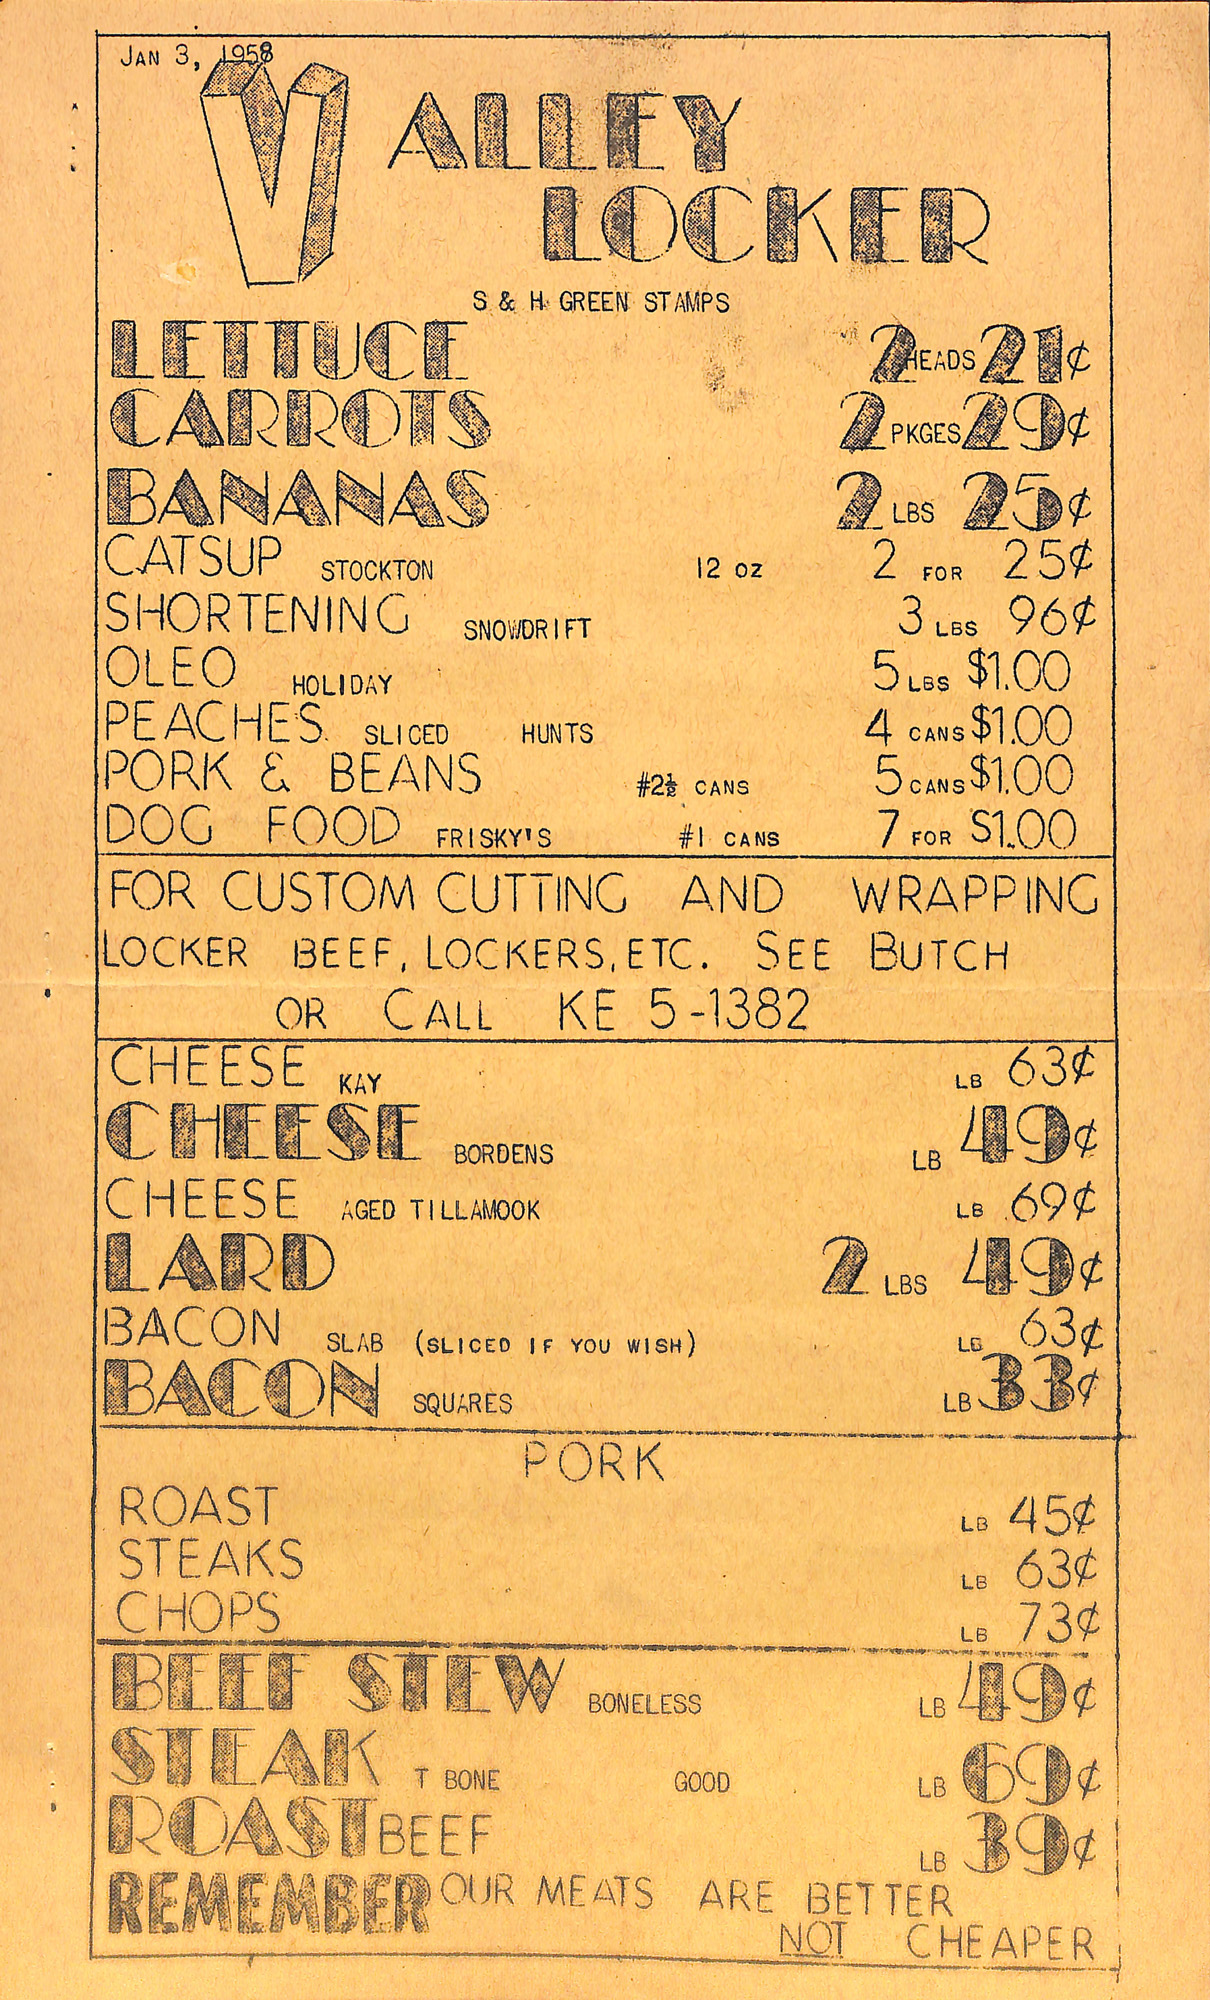 JAN 3, 1958
VALLEY
LOCKER
S & H GREEN STAMPS
LETTUCE 2 HEADS 21¢
CARROTS 2 PKGES 29¢
BANANAS 2 LBS 25¢
CATSUP STOCKTON 12 OZ 2 FOR 25¢
SHORTENING SNOWDRIFT 3 LBS 96¢
OLEO HOLIDAY 5 LBS $1.00
PEACHES SLICED HUNTS 4 CANS $1.00
PORK & BEANS #2½ CANS 5 CANS $1.00
DOG FOOD FRISKY'S #1 CANS 7 FOR $1.00
FOR CUSTOM CUTTING AND WRAPPING
LOCKER BEEF, LOCKERS, ETC. SEE BUTCH
OR CALL KE 5-1382
CHEESE KAY LB 63¢
CHEESE BORDENS LB 49¢
CHEESE AGED TILLAMOOK LB 69¢
LARD 2 LBS 49¢
BACON SLAB (SLICED IF YOU WISH) LB 63¢
BACON SQUARES LB 33¢
PORK
ROAST LB 45¢
STEAKS LB 63¢
CHOPS LB 73¢
BEEF STEW BONELESS LB 49¢
STEAK T BONE GOOD LB 69¢
ROAST BEEF LB 39¢
REMEMBER OUR MEATS ARE BETTER
NOT CHEAPER